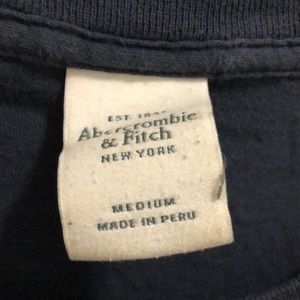 EST.
Abercrombie
& Fitch
NEW YORK
MEDIUM
MADE IN PERU